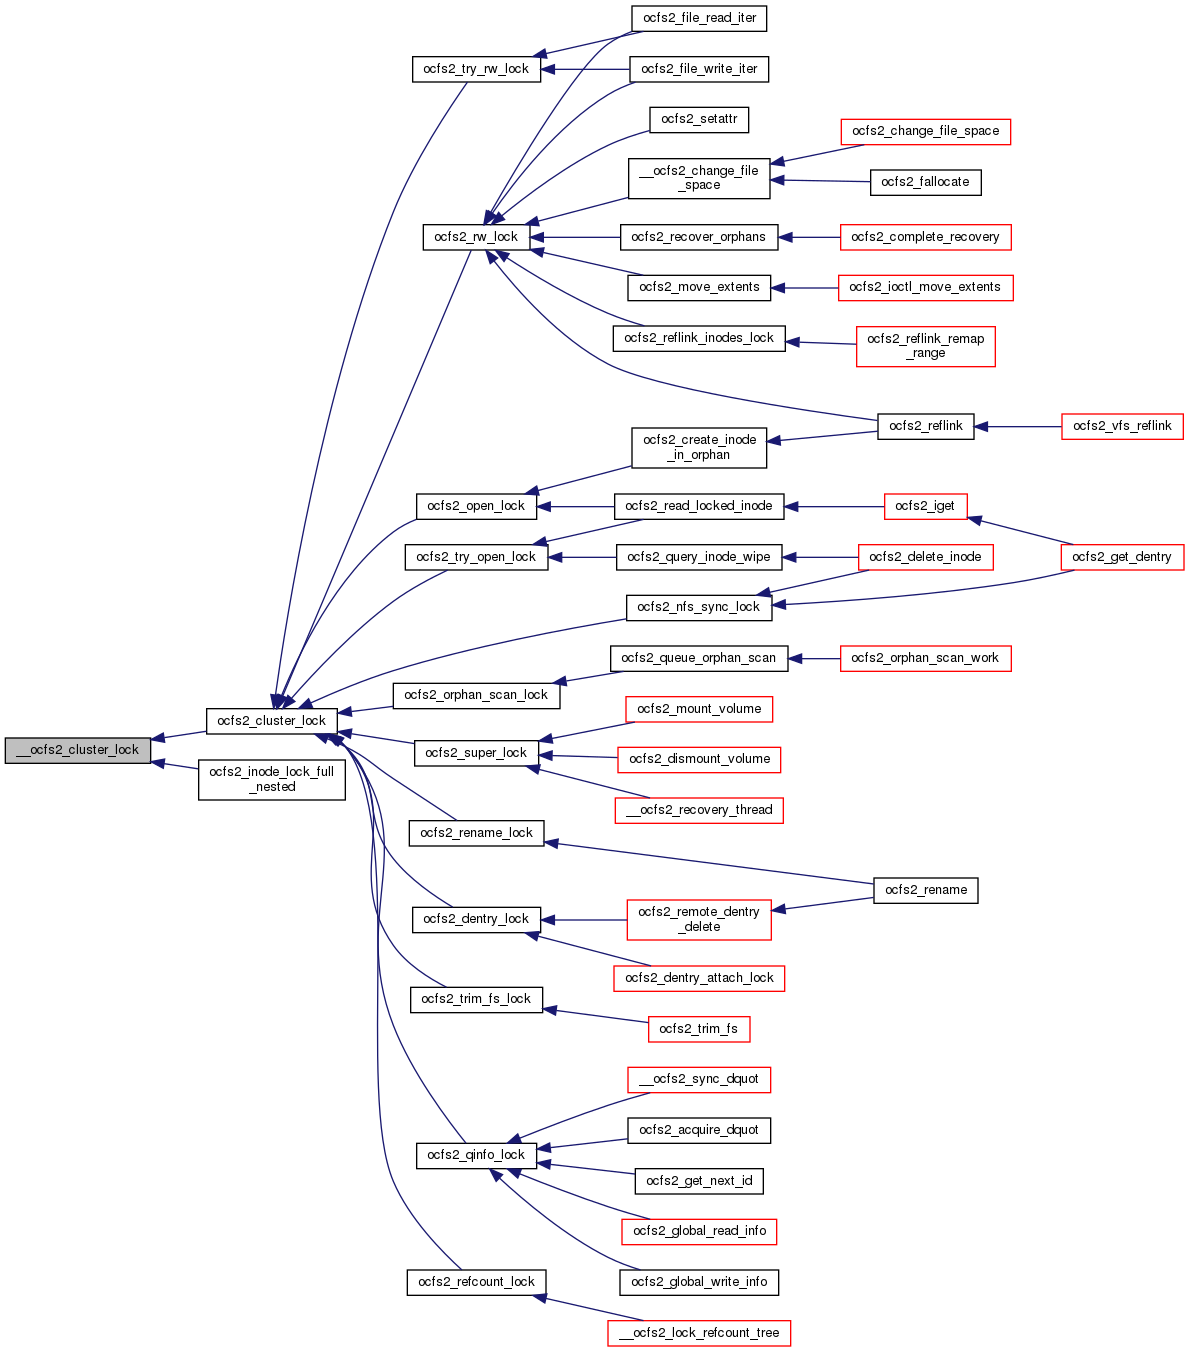 ocfs2_file_read_iter
ocfs2_try_rw_lock
ocfs2_file_write_iter
ocfs2_setattr
ocfs2_change_file_space
__ocfs2_change_file
_space
ocfs2_fallocate
ocfs2_rw_lock
ocfs2_recover_orphans
ocfs2_complete_recovery
ocfs2_move_extents
ocfs2_ioctl_move_extents
ocfs2_reflink_inodes_lock
ocfs2_reflink_remap
_range
ocfs2_reflink
ocfs2_vfs_reflink
ocfs2_create_inode
_in_orphan
ocfs2_open_lock
ocfs2_read_locked_inode
ocfs2_iget
ocfs2_try_open_lock
ocfs2_query_inode_wipe
ocfs2_delete_inode
ocfs2_get_dentry
ocfs2_nfs_sync_lock
ocfs2_queue_orphan_scan
ocfs2_orphan_scan_work
ocfs2_orphan_scan_lock
ocfs2_mount_volume
ocfs2_cluster_lock
__ocfs2_cluster_lock
ocfs2_super_lock
ocfs2_dismount_volume
ocfs2_inode_lock_full
_nested
__ocfs2_recovery_thread
ocfs2_rename_lock
ocfs2_rename
ocfs2_dentry_lock
ocfs2_remote_dentry
_delete
ocfs2_dentry_attach_lock
ocfs2_trim_fs_lock
ocfs2_trim_fs
__ocfs2_sync_dquot
ocfs2_acquire_dquot
ocfs2_qinfo_lock
ocfs2_get_next_id
ocfs2_global_read_info
ocfs2_refcount_lock
ocfs2_global_write_info
__ocfs2_lock_refcount_tree